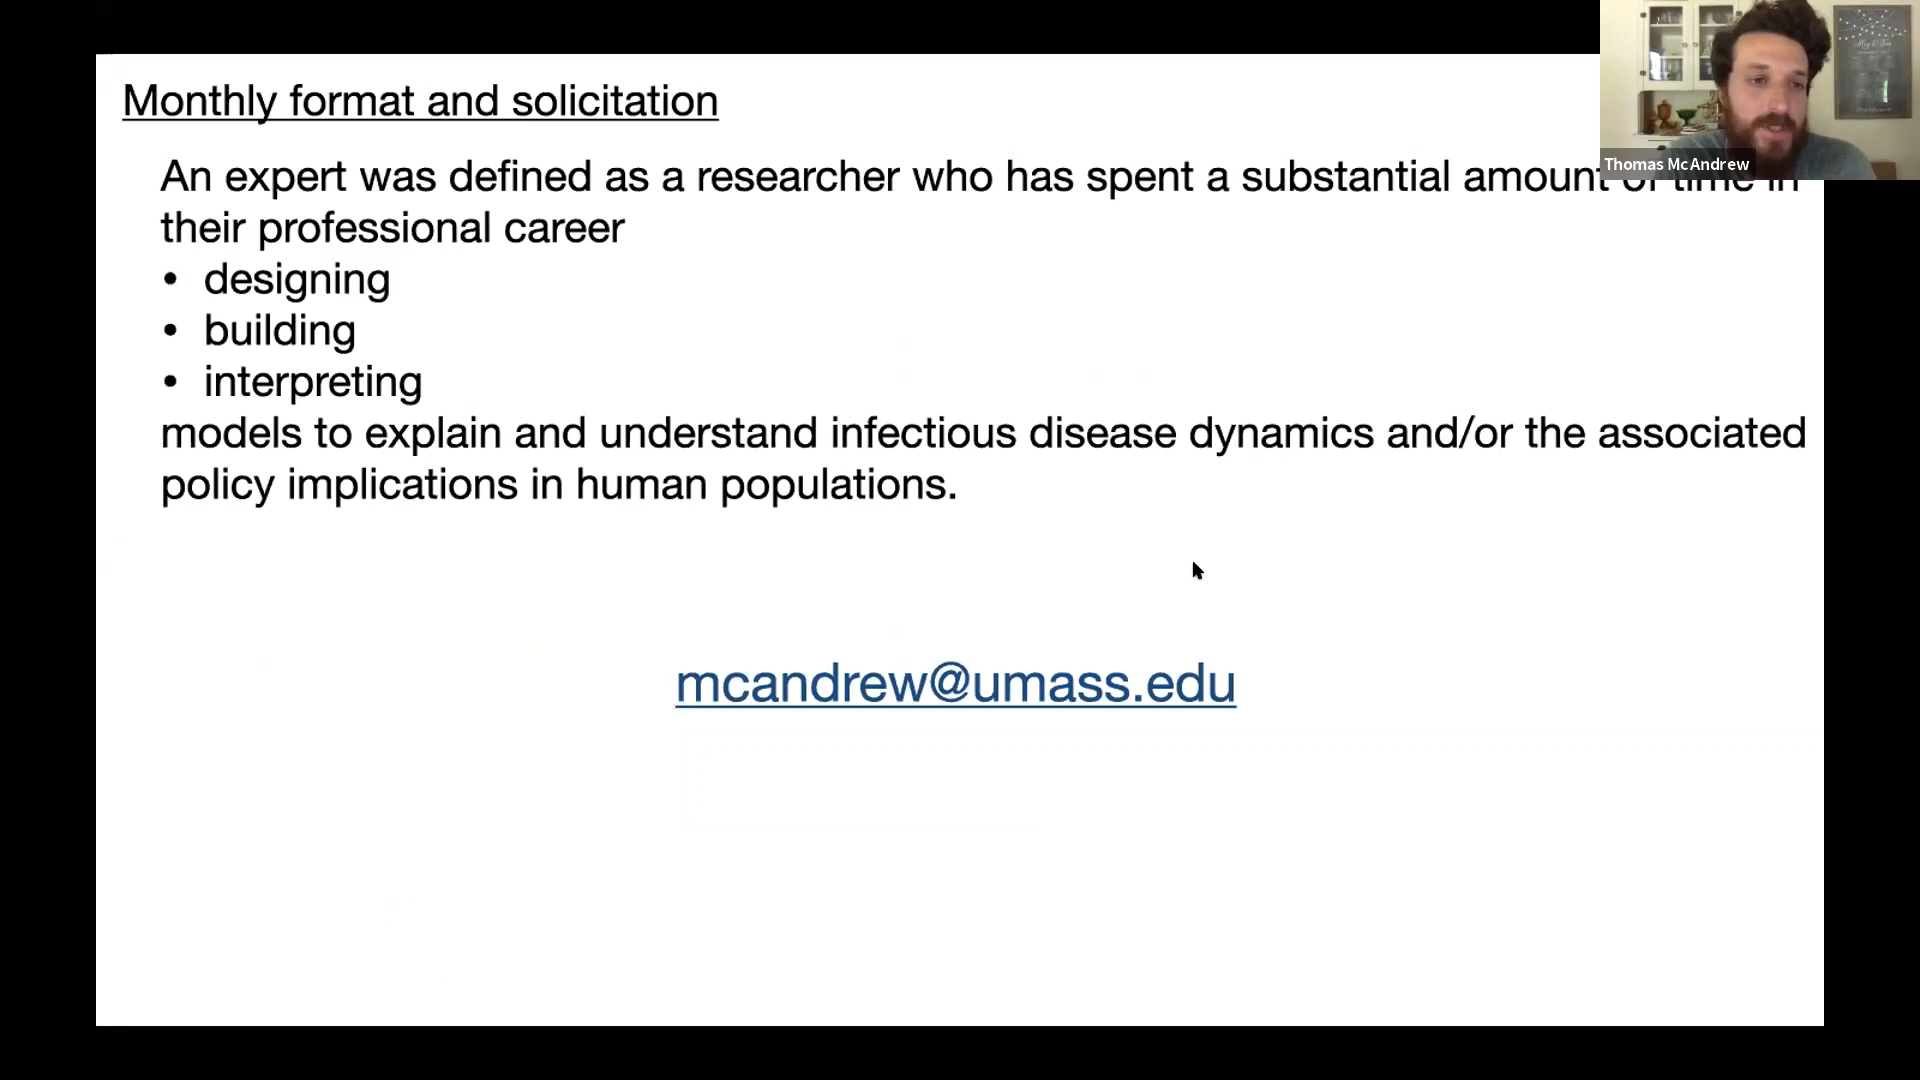 Monthly format and solicitation
An expert was defined as a researcher who has spent a substantial amount of time in
their professional career
• designing
• building
• interpreting
models to explain and understand infectious disease dynamics and/or the associated
policy implications in human populations.
mcandrew@umass.edu
Thomas McAndrew